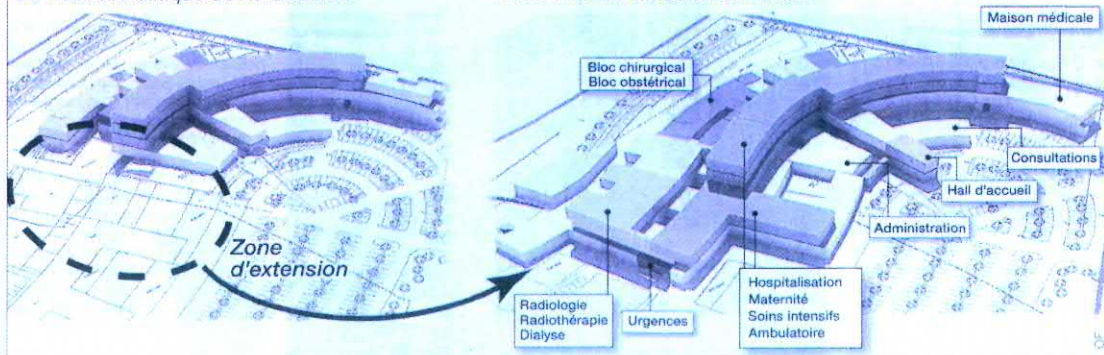 Zone
d'extension
Maison médicale
Bloc chirurgical
Bloc obstétrical
Consultations
Hall d'accueil
Administration
Hospitalisation
Maternité
Soins intensifs
Ambulatoire
Radiologie
Radiothérapie
Dialyse
Urgences
OF